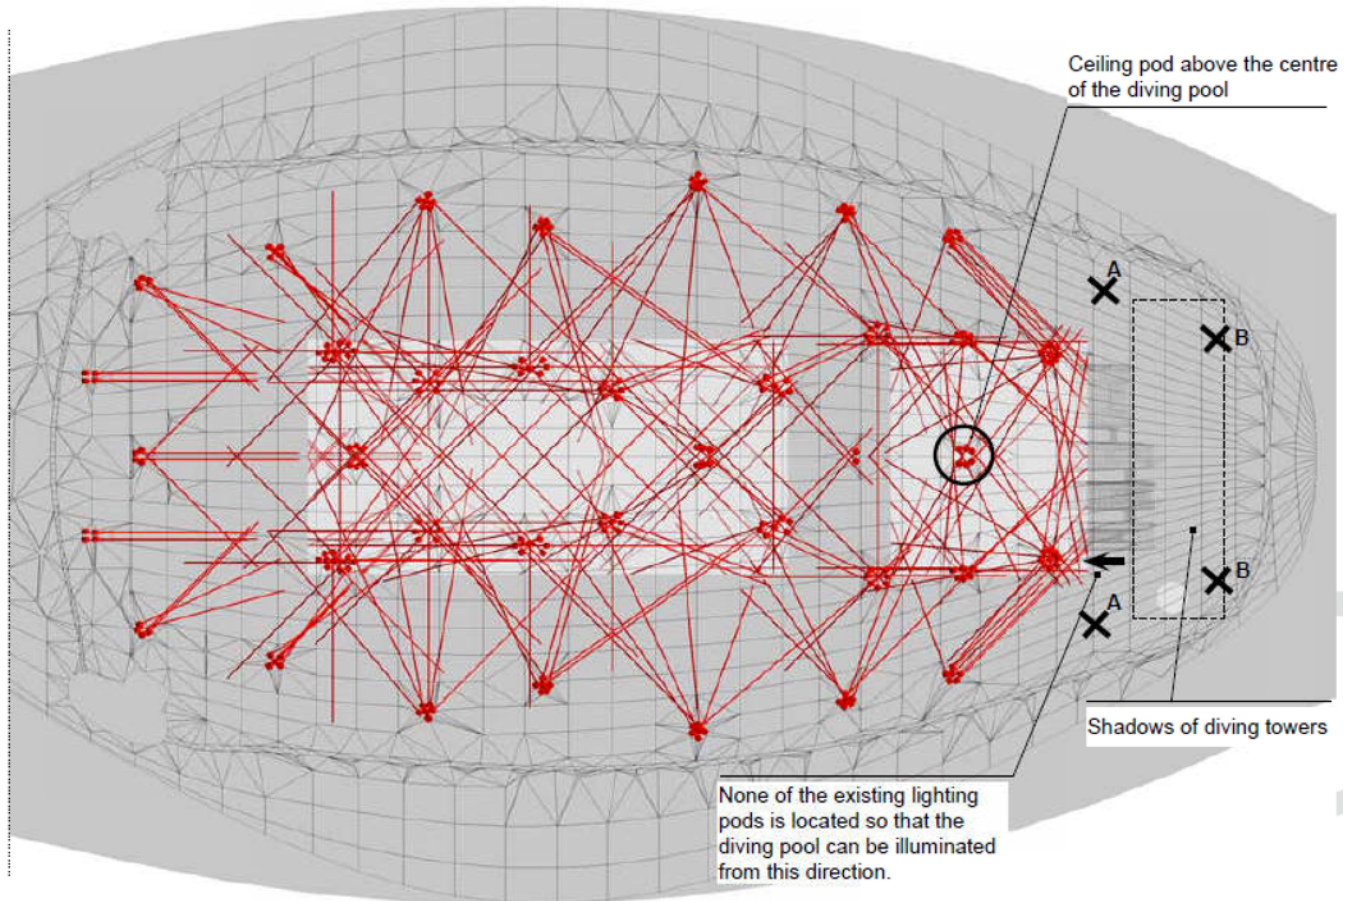 Ceiling pod above the centre
of the diving pool
A
B
B
A
Shadows of diving towers
None of the existing lighting
pods is located so that the
diving pool can be illuminated
from this direction.